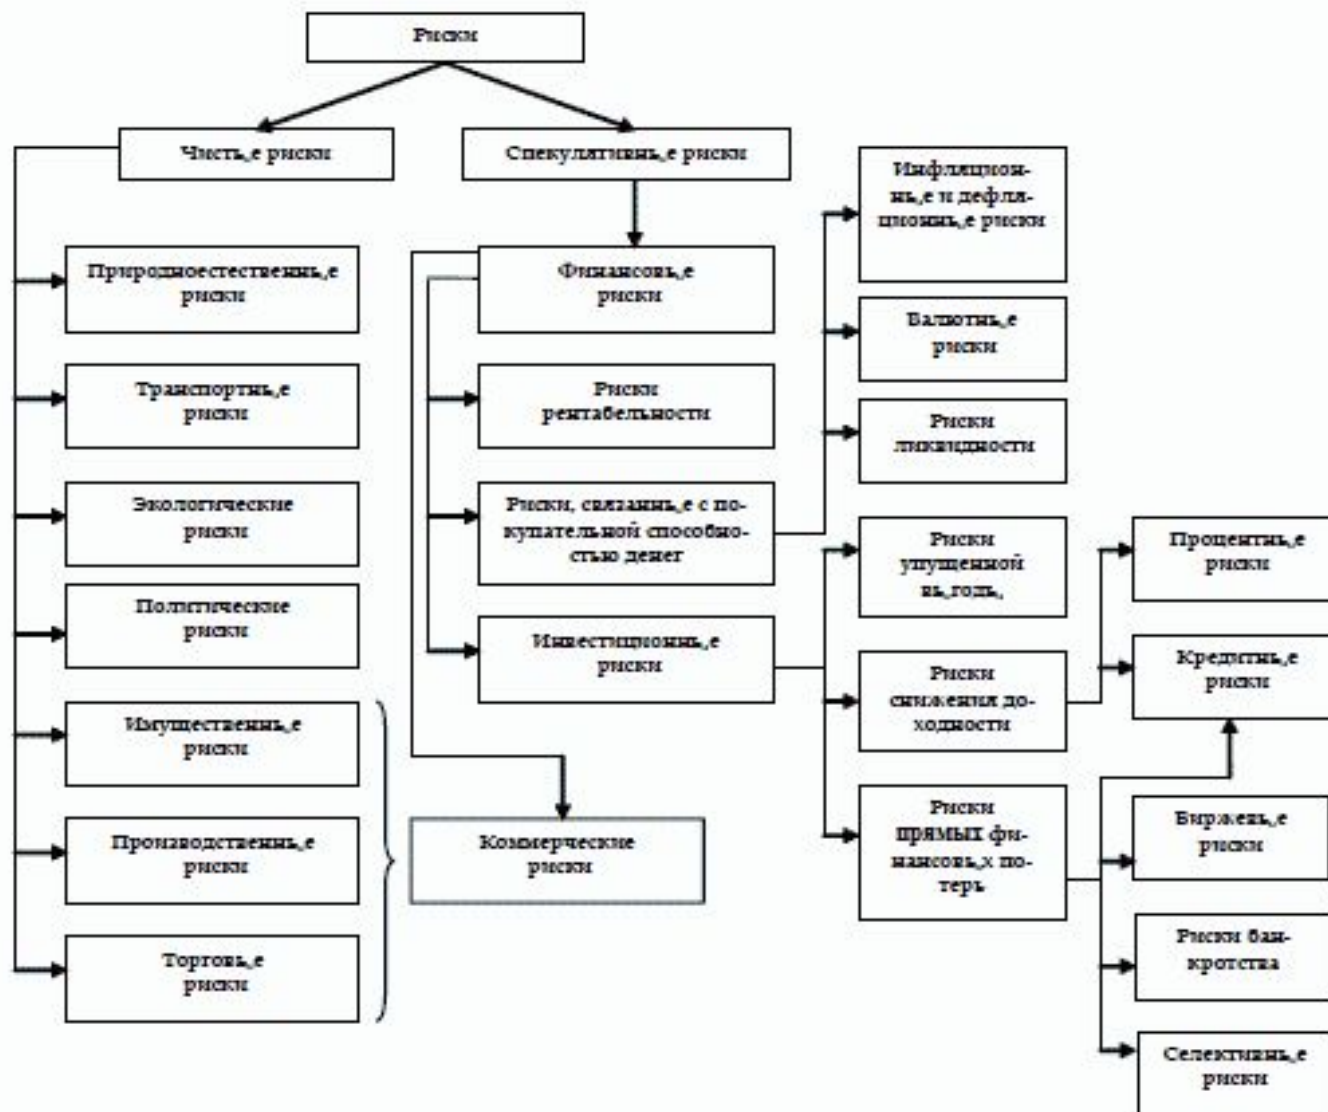 Риски
Чисть,е риски
Спекулятивнь,е риски
Природноестественнь,е
риски
Транспортнь,е
риски
Экологические
риски
Политические
риски
Имущественнь,е
риски
Производственнь,е
риски
Торговь,е
риски
Финансовь,е
риски
Риски
рентабельности
Риски, связаннь,е с по-
купательной способно-
стью денег
Инвестиционнь,е
риски
Коммерческие
риски
Инфляцион-
нь,е и дефля-
ционнь,е риски
Валютнь,е
риски
Риски
ликвидности
Риски
упущенной
вь,годь,
Риски
снижения до-
ходности
Риски
прямых фи-
нансовь,х по-
терь
Процентнь,е
риски
Кредитнь,е
риски
Биржевь,е
риски
Риски бан-
кротства
Селективнь,е
риски